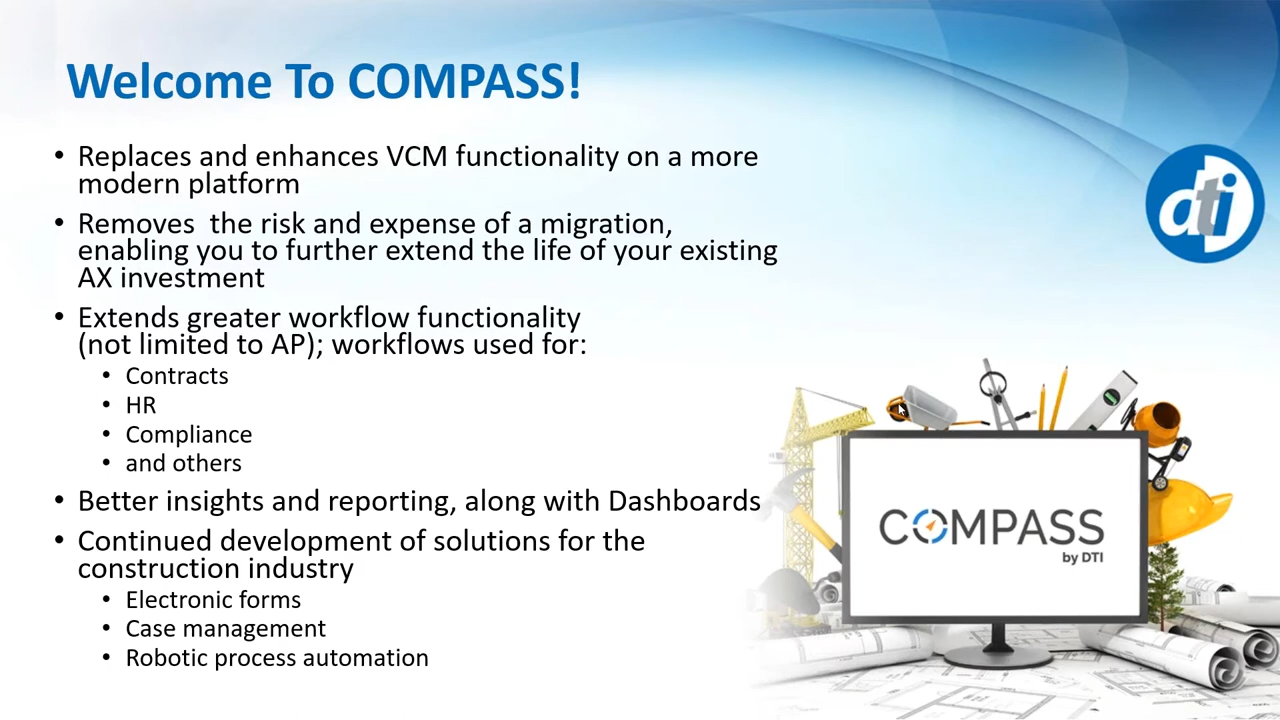 Welcome To COMPASS!
• Replaces and enhances VCM functionality on a more
modern platform
• Removes  the risk and expense of a migration,
enabling you to further extend the life of your existing
AX investment
• Extends greater workflow functionality
(not limited to AP); workflows used for:
• Contracts
• HR
• Compliance
• and others
• Better insights and reporting, along with Dashboards
• Continued development of solutions for the
construction industry
• Electronic forms
• Case management
• Robotic process automation
dti
COMPASS
by DTI